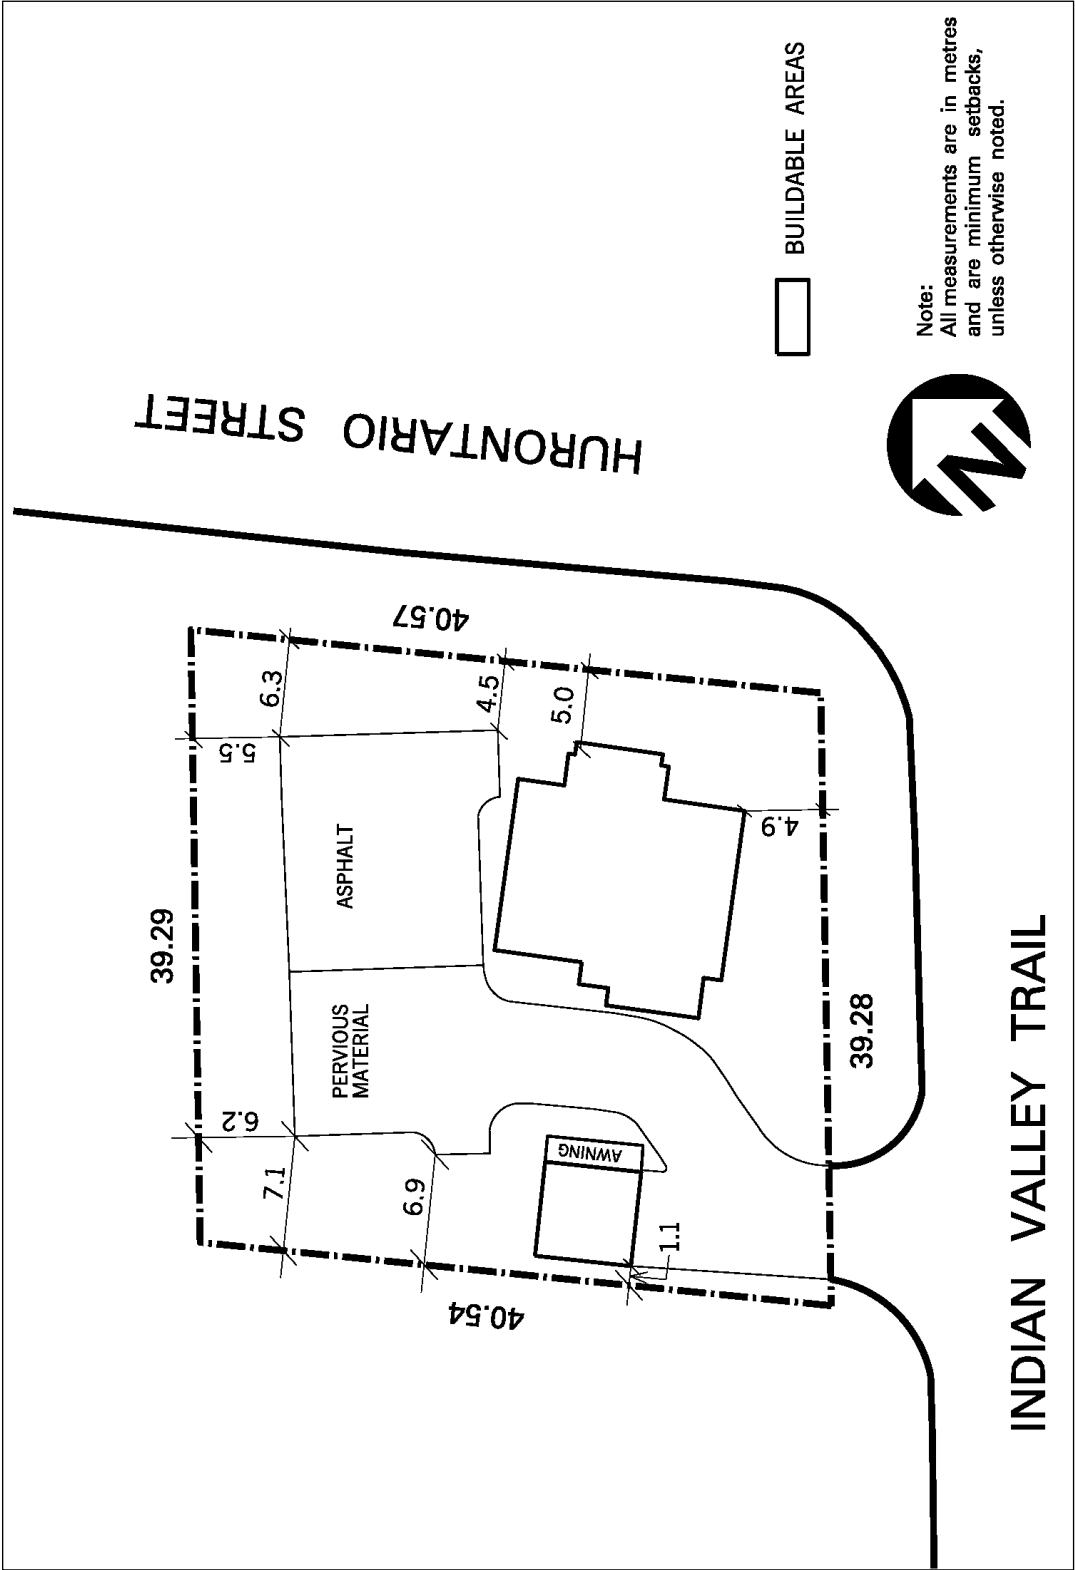 39.29
5.5
6.3
40.57
4.5
5.0
4.9
ASPHALT
PERVIOUS
MATERIAL
6.2
7.1
6.9
AWNING
1.1
40.54
39.28
HURONTARIO STREET
INDIAN VALLEY TRAIL
BUILDABLE AREAS
Note:
All measurements are in metres
and are minimum setbacks,
unless otherwise noted.
N